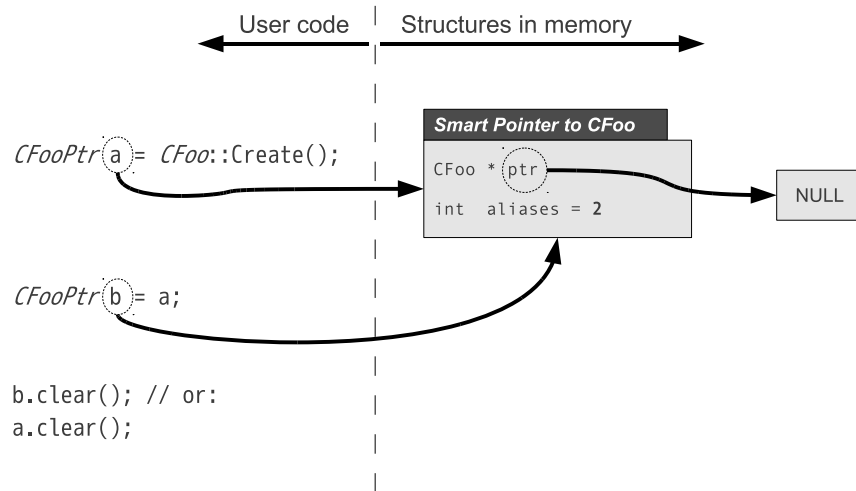 User code
Structures in memory
Smart Pointer to CFoo
CFooPtr a = CFoo::Create();
CFoo * ptr
NULL
int aliases = 2
CFooPtr b = a;
b.clear(); // or:
a.clear();